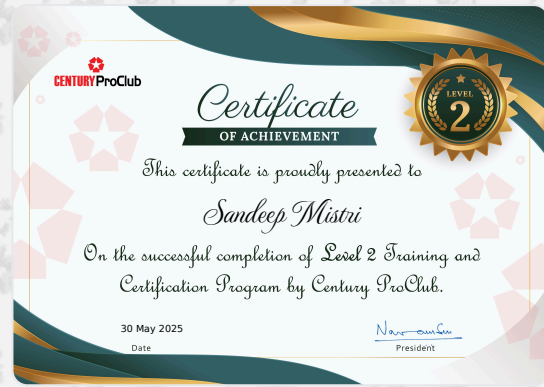 CENTURY ProClub
Certificate
OF ACHIEVEMENT
LEVEL
2
This certificate is proudly presented to
Sandeep Mistri
On the successful completion of Level 2 Training and
Certification Program by Century ProClub.
30 May 2025
Date
President